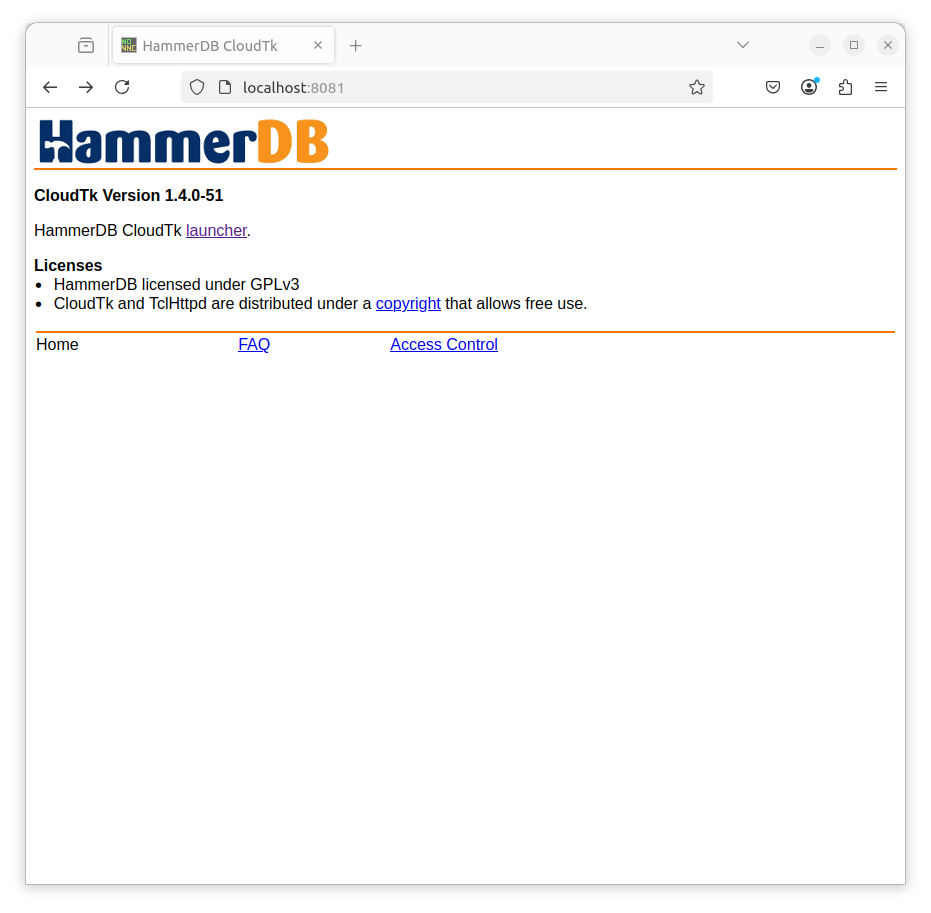 HammerDB CloudTk
localhost:8081
HammerDB
CloudTk Version 1.4.0-51
HammerDB CloudTk launcher.
Licenses
• HammerDB licensed under GPLv3
• CloudTk and TclHttpd are distributed under a copyright that allows free use.
Home FAQ Access Control